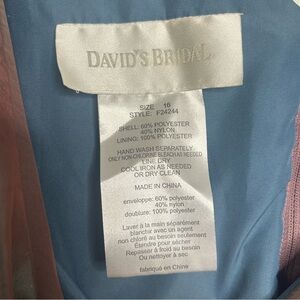 DAVID'S BRIDAL
SIZE 16
STYLE: F24244
SHELL: 60% POLYESTER
40% NYLON
LINING: 100% POLYESTER
HAND WASH SEPARATELY
ONLY NON-CHLORINE BLEACH AS NEEDED
LINE DRY
COOL IRON AS NEEDED
OR DRY CLEAN
MADE IN CHINA
enveloppe: 60% polyester
40% nylon
doublure: 100% polyester
Laver à la main séparément
blanchir avec un agent
non chloré au besoin seulement
Étendre pour sécher
Repasser à froid au besoin
Ou nettoyer à sec
fabriqué en Chine